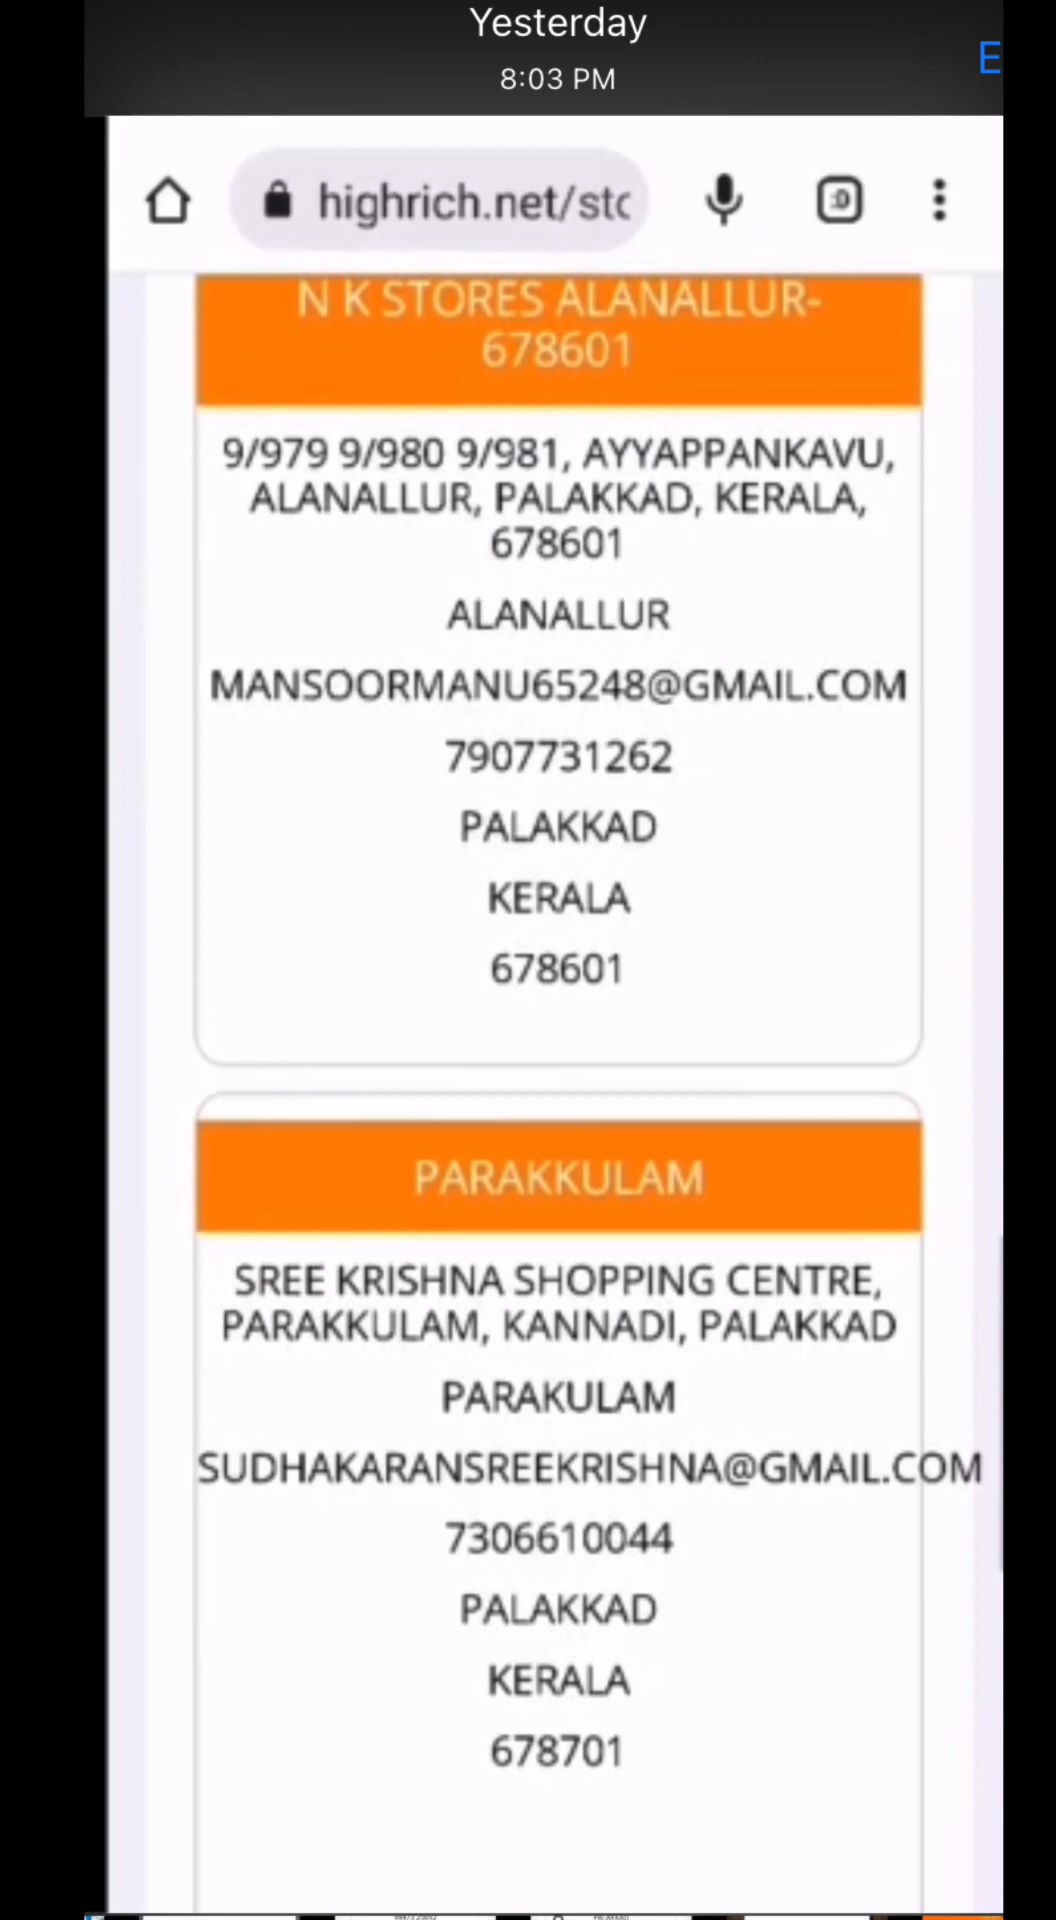 Yesterday
8:03 PM
E
highrich.net/stc
N K STORES ALANALLUR-
678601
9/979 9/980 9/981, AYYAPPANKAVU,
ALANALLUR, PALAKKAD, KERALA,
678601
ALANALLUR
MANSOORMANU65248@GMAIL.COM
7907731262
PALAKKAD
KERALA
678601
PARAKKULAM
SREE KRISHNA SHOPPING CENTRE,
PARAKKULAM, KANNADI, PALAKKAD
PARAKULAM
SUDHAKARANSREEKRISHNA@GMAIL.COM
7306610044
PALAKKAD
KERALA
678701